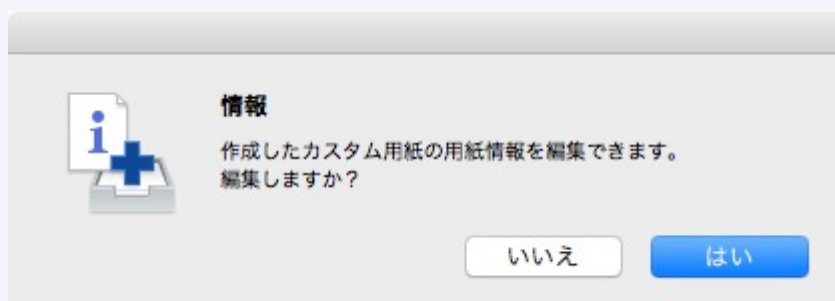 情報
作成したカスタム用紙の用紙情報を編集できます。
編集しますか？
いいえ
はい